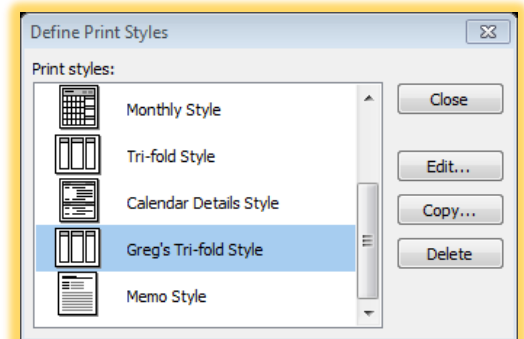 Define Print Styles
Print styles:
Monthly Style
Tri-fold Style
Calendar Details Style
Greg's Tri-fold Style
Memo Style
Close
Edit...
Copy...
Delete